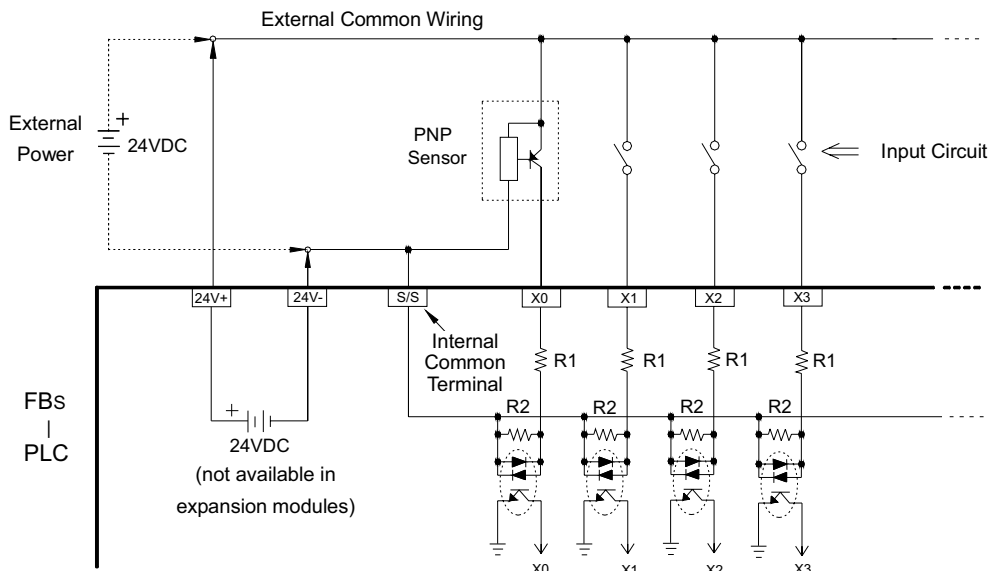 External Common Wiring
External
Power
+
24VDC
PNP
Sensor
Input Circuit
24V+
24V-
S/S
X0
X1
X2
X3
Internal
Common
Terminal
R1
R1
R1
R1
FBs
PLC
+
24VDC
(not available in
expansion modules)
R2
R2
R2
R2
X0
X1
X2
X3